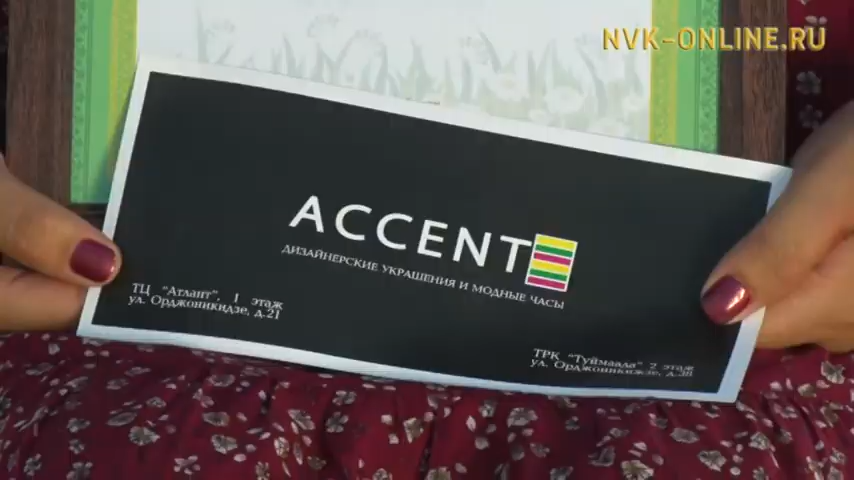 NVK-ONLINE.RU
ACCENT
ДИЗАЙНЕРСКИЕ УКРАШЕНИЯ И МОДНЫЕ ЧАСЫ
ТЦ "Атлант", 1 этаж
ул. Орджоникидзе, д.21
ТРК "Туймаада" 2 этаж
ул. Орджоникидзе, д.38